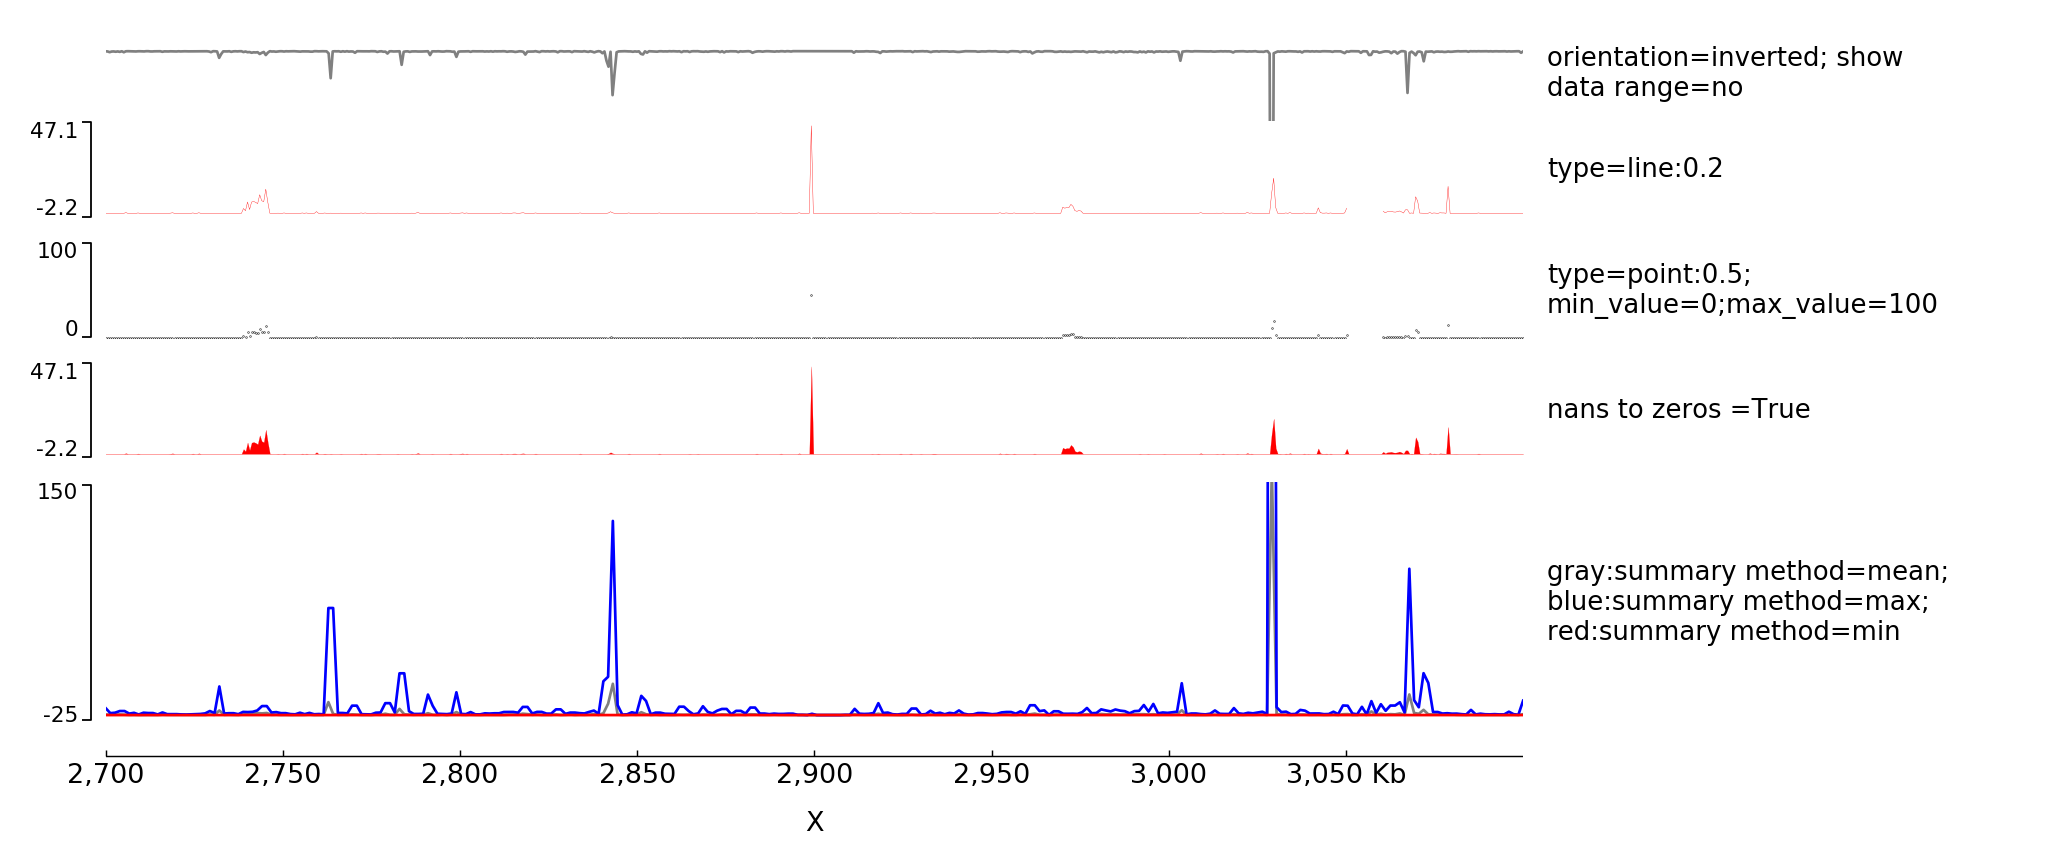 orientation=inverted; show
data range=no
47.1
-2.2
type=line:0.2
100
0
type=point:0.5;
min_value=0;max_value=100
47.1
-2.2
nans to zeros =True
150
-25
gray:summary method=mean;
blue:summary method=max;
red:summary method=min
2,700 2,750 2,800 2,850 2,900 2,950 3,000 3,050 Kb
X